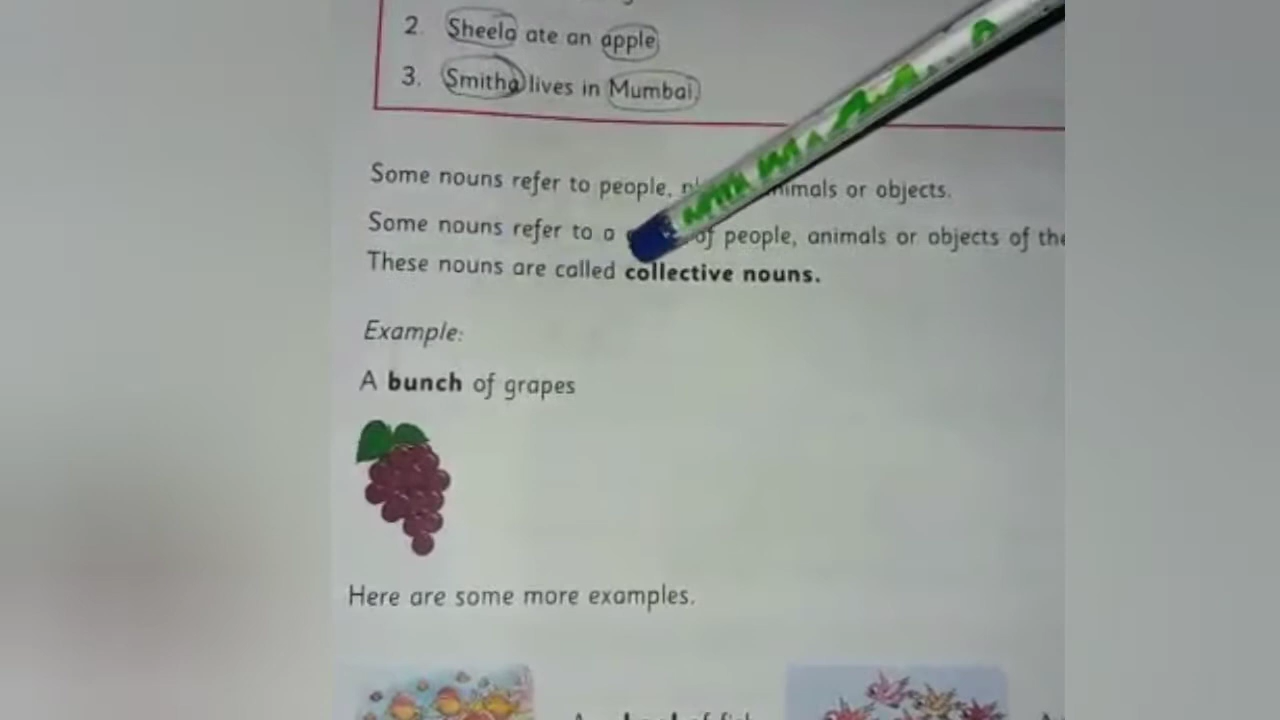 2. Sheela ate an apple
3. Smitha lives in Mumbai.
Some nouns refer to people, animals or objects.
Some nouns refer to a of people, animals or objects of the
These nouns are called collective nouns.
Example:
A bunch of grapes
Here are some more examples.